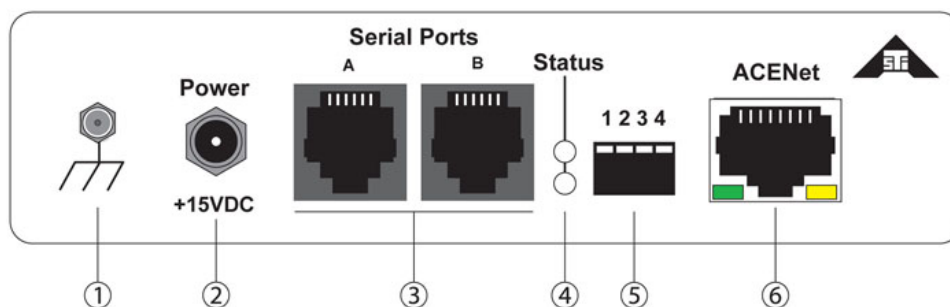 Serial Ports
A B
Status
ACENet
Power
1 2 3 4
+15VDC
① ② ③ ④ ⑤ ⑥